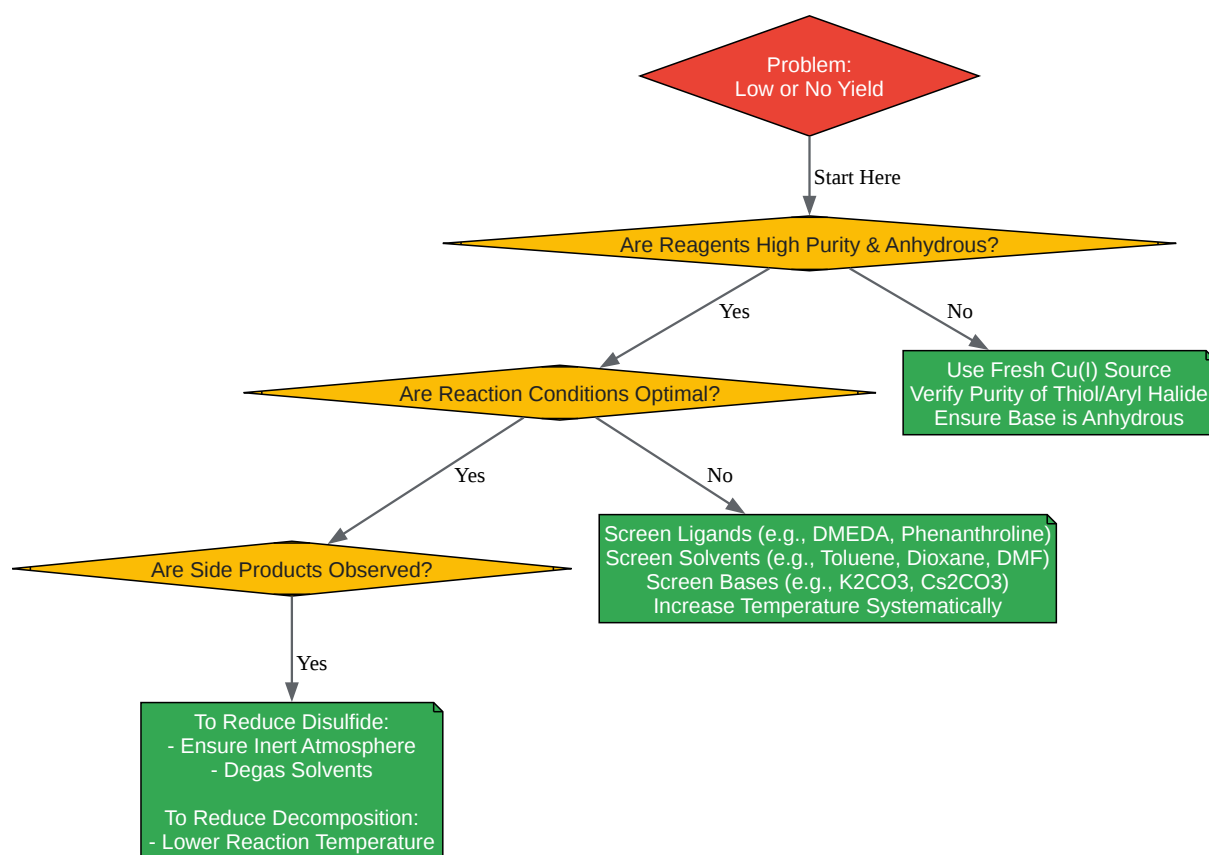 Problem:
Low or No Yield
Start Here
Are Reagents High Purity & Anhydrous?
Yes
No
Use Fresh Cu(I) Source
Verify Purity of Thiol/Aryl Halide
Ensure Base is Anhydrous
Are Reaction Conditions Optimal?
Yes
No
Screen Ligands (e.g., DMEDA, Phenanthroline)
Screen Solvents (e.g., Toluene, Dioxane, DMF)
Screen Bases (e.g., K2CO3, Cs2CO3)
Increase Temperature Systematically
Are Side Products Observed?
Yes
To Reduce Disulfide:
- Ensure Inert Atmosphere
- Degas Solvents
To Reduce Decomposition:
- Lower Reaction Temperature